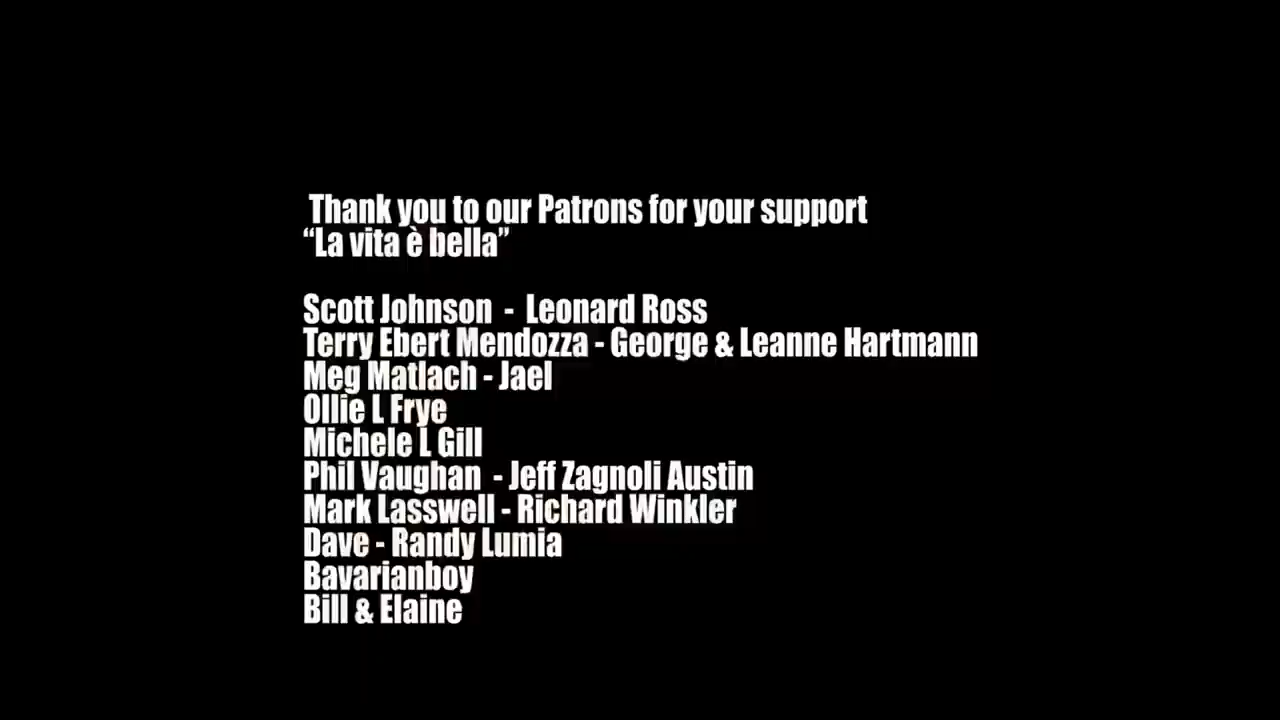 Thank you to our Patrons for your support
“La vita è bella”
Scott Johnson - Leonard Ross
Terry Ebert Mendozza - George & Leanne Hartmann
Meg Matlach - Jael
Ollie L Frye
Michele L Gill
Phil Vaughan - Jeff Zagnoli Austin
Mark Lasswell - Richard Winkler
Dave - Randy Lumia
Bavarianboy
Bill & Elaine